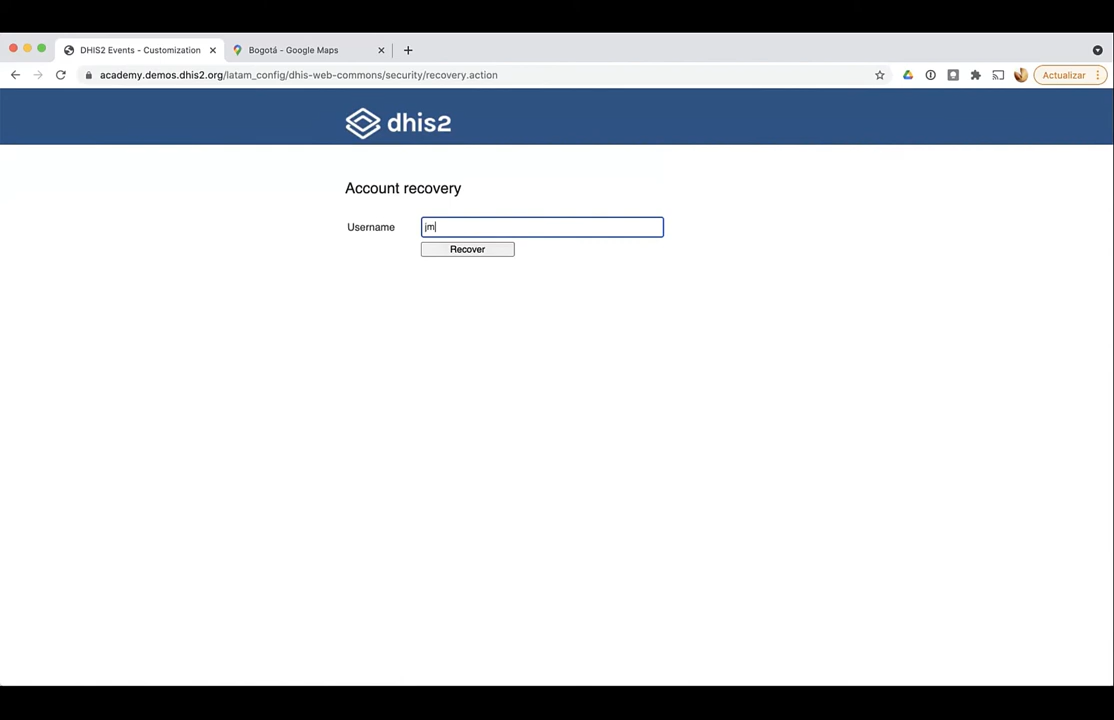 DHIS2 Events - Customization
Bogotá - Google Maps
academy.demos.dhis2.org/latam_config/dhis-web-commons/security/recovery.action
Actualizar
dhis2
Account recovery
Username
jm
Recover